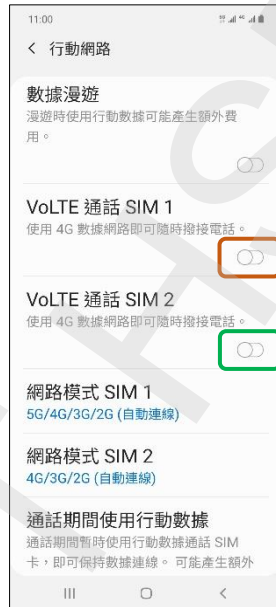 11:00
行動網路
數據漫遊
漫遊時使用行動數據可能產生額外費
用。
VoLTE 通話 SIM 1
使用 4G 數據網路即可隨時撥接電話。
VoLTE 通話 SIM 2
使用 4G 數據網路即可隨時撥接電話。
網路模式 SIM 1
5G/4G/3G/2G (自動連線)
網路模式 SIM 2
4G/3G/2G (自動連線)
通話期間使用行動數據
通話期間暫時使用行動數據通話 SIM
卡，即可保持數據連線。 可能產生額外